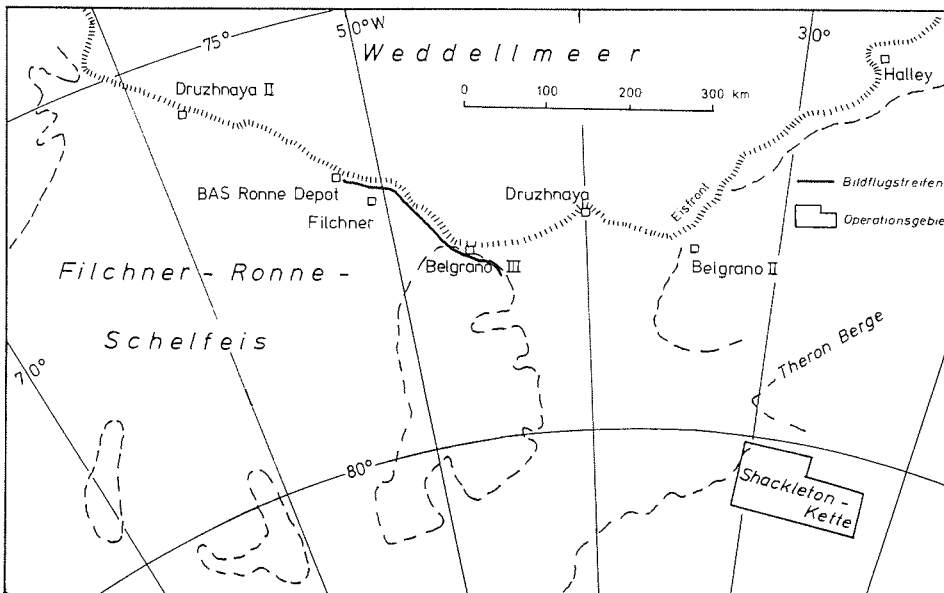 50°W
30°
75°
Weddellmeer
Halley
Druzhnaya II
0 100 200 300 km
BAS Ronne Depot
Filchner
Druzhnaya
Eisfront
Bildflugstreifen
Operationsgebiet
Belgrano III
Belgrano II
Filchner - Ronne -
Schelfeis
70°
Theron Berge
80°
Shackleton -
Kette